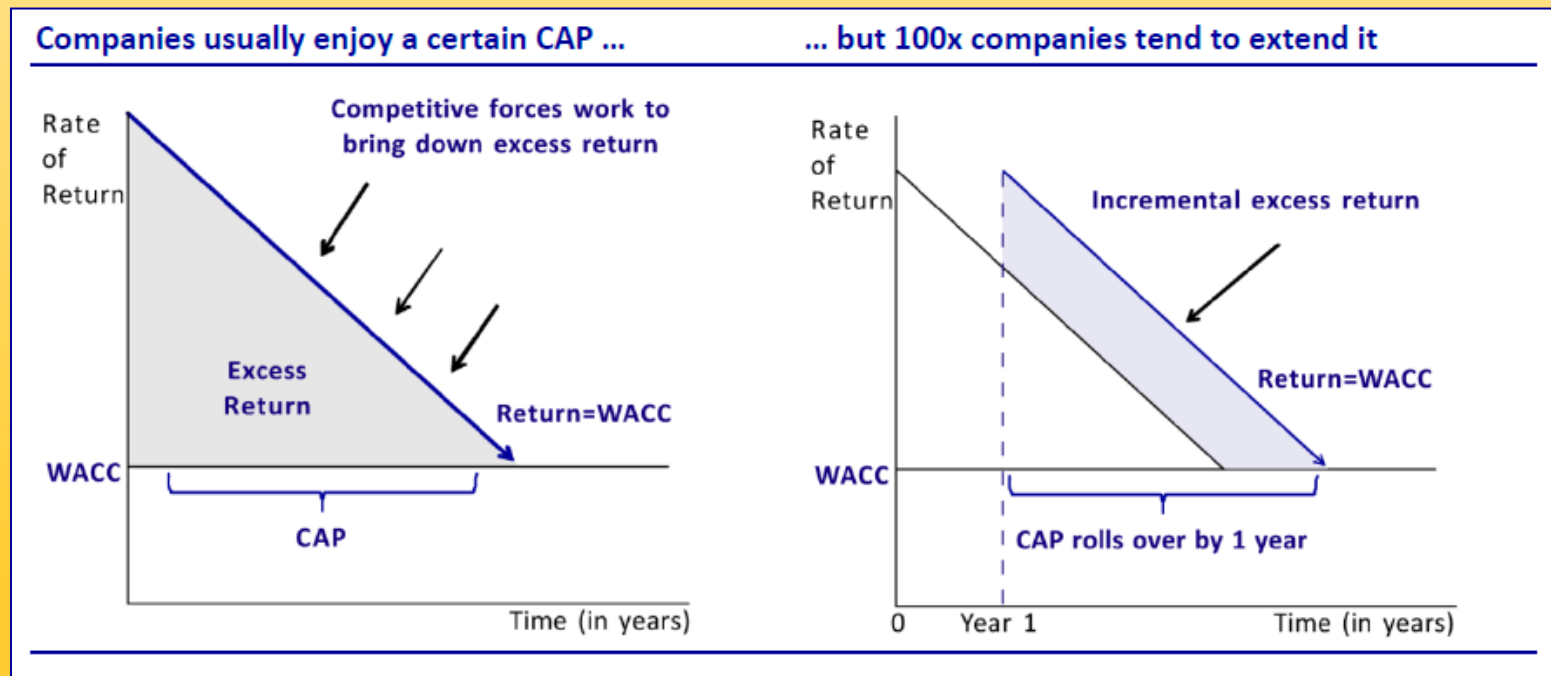 Companies usually enjoy a certain CAP ...
Rate
of
Return
Competitive forces work to
bring down excess return
Excess
Return
Return=WACC
WACC
CAP
Time (in years)
... but 100x companies tend to extend it
Rate
of
Return
Incremental excess return
Return=WACC
WACC
CAP rolls over by 1 year
0 Year 1 Time (in years)